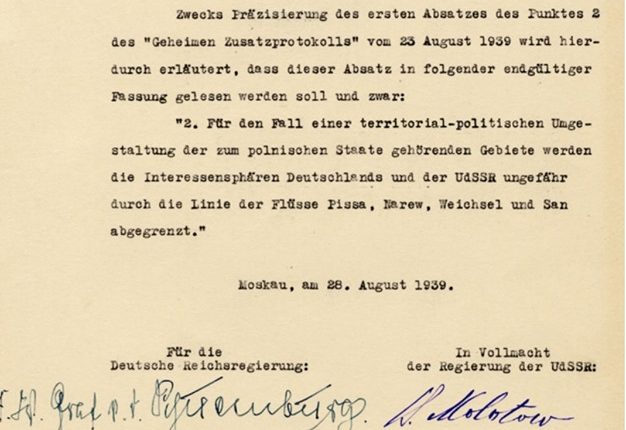 Zwecks Präzisierung des ersten Absatzes des Punktes 2
des "Geheimen Zusatzprotokolls" vom 23 August 1939 wird hier-
durch erläutert, dass dieser Absatz in folgender endgültiger
Fassung gelesen werden soll und zwar:
"2. Für den Fall einer territorial-politischen Umge-
staltung der zum polnischen Staate gehörenden Gebiete werden
die Interessensphären Deutschlands und der UdSSR ungefähr
durch die Linie der Flüsse Pissa, Narew, Weichsel und San
abgegrenzt."
Moskau, am 28. August 1939.
Für die
Deutsche Reichsregierung:
In Vollmacht
der Regierung der UdSSR:
Graf v. d. Schulenburg.
W. Molotow